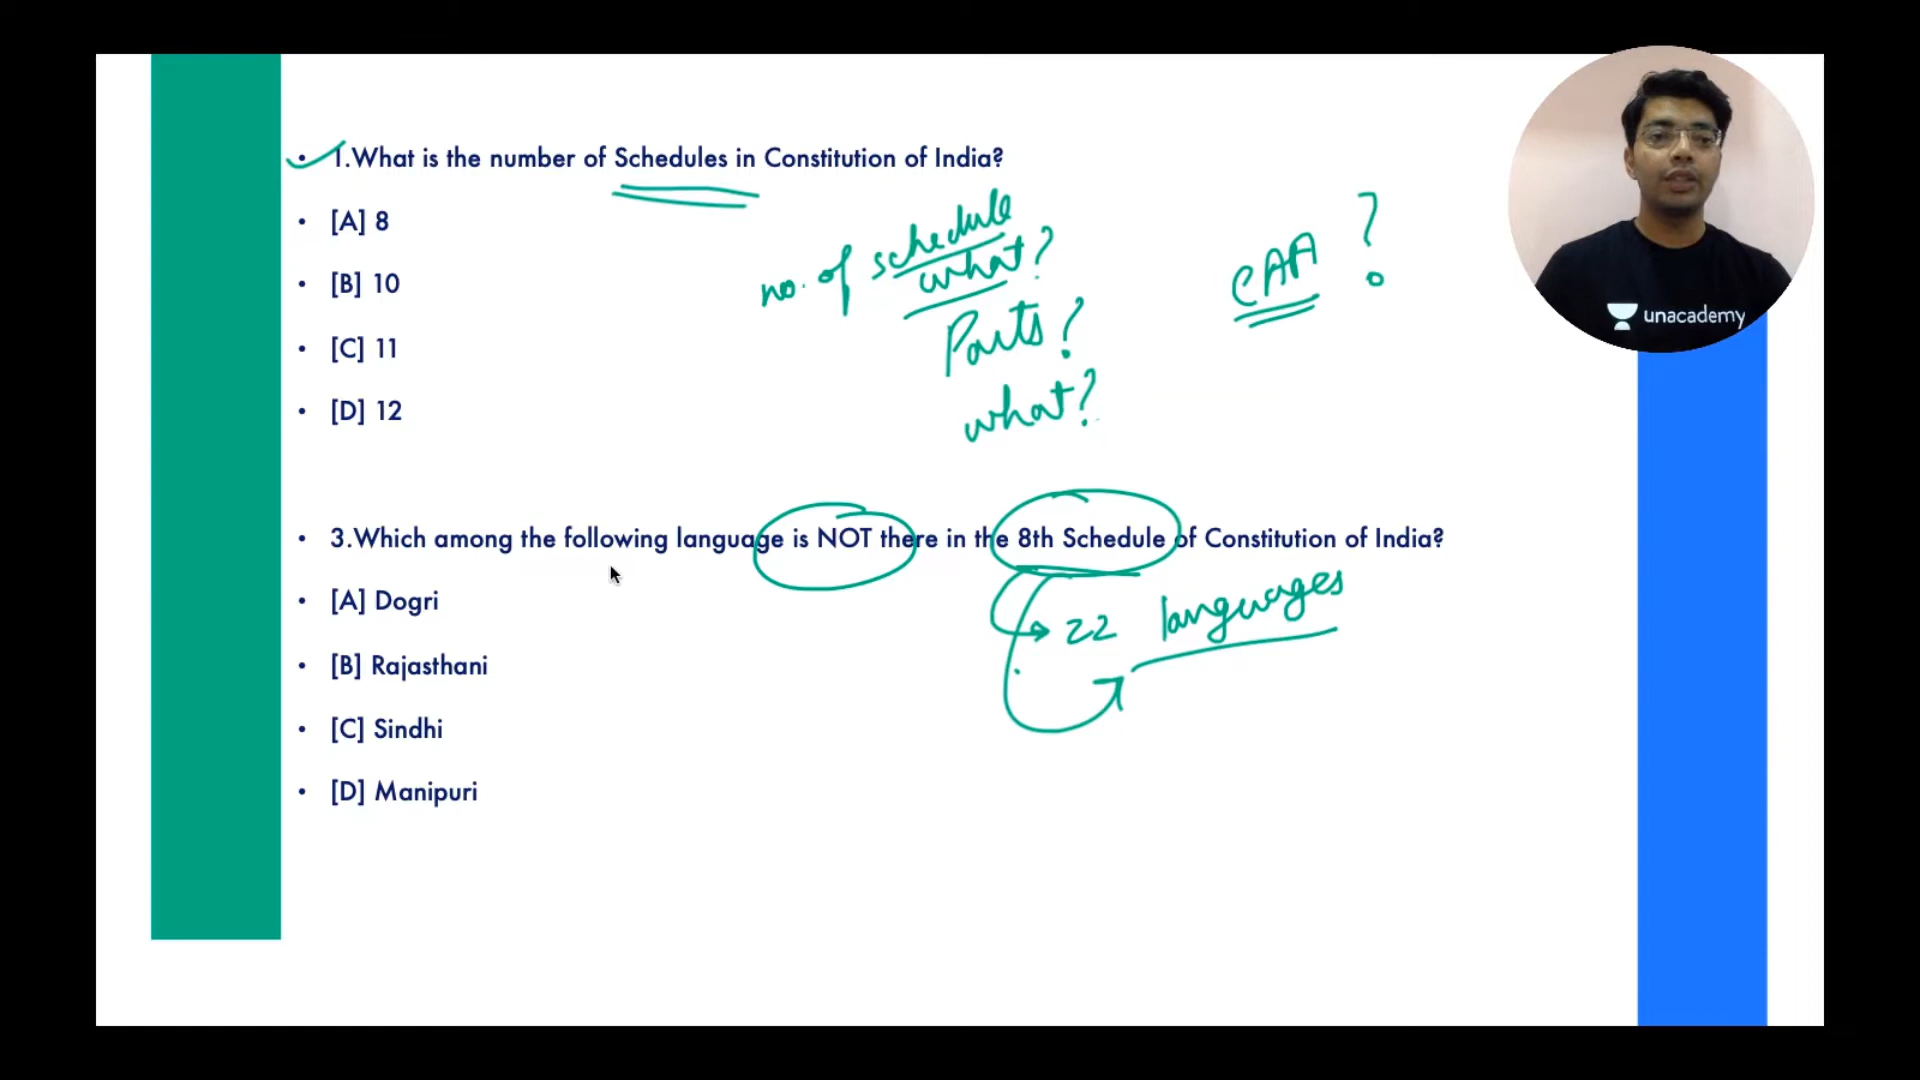 • 1.What is the number of Schedules in Constitution of India?
• [A] 8
• [B] 10
• [C] 11
• [D] 12
no. of schedule
what?
Parts?
what?
CAA ?
unacademy
• 3.Which among the following language is NOT there in the 8th Schedule of Constitution of India?
• [A] Dogri
• [B] Rajasthani
• [C] Sindhi
• [D] Manipuri
22 languages